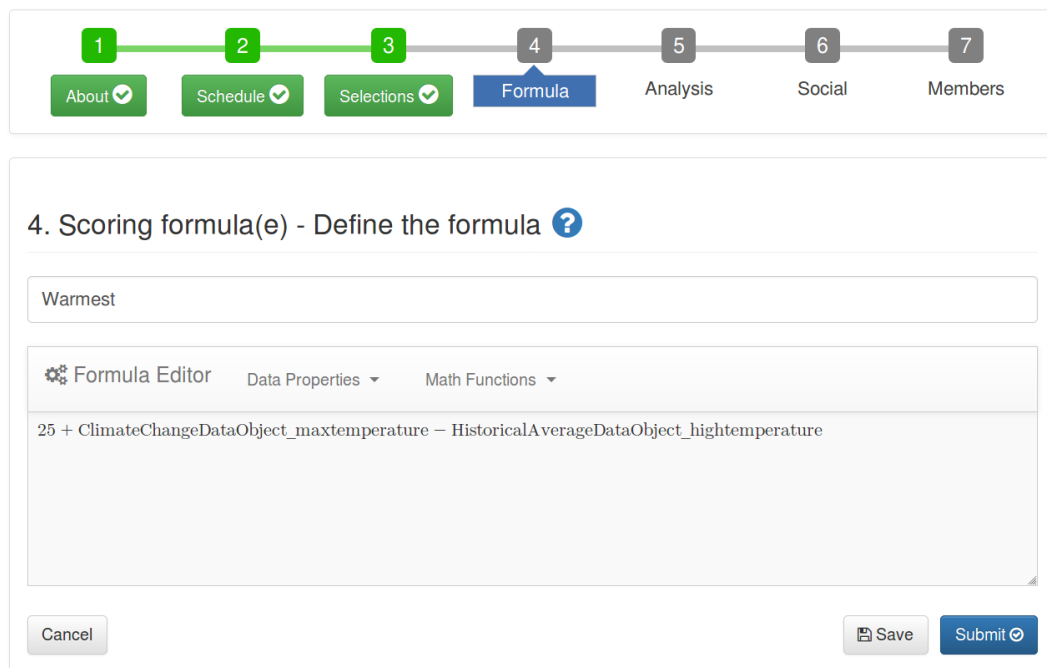 1 2 3 4 5 6 7
About Schedule Selections Formula Analysis Social Members
4. Scoring formula(e) - Define the formula ?
Warmest
Formula Editor Data Properties Math Functions
25 + ClimateChangeDataObject_maxtemperature − HistoricalAverageDataObject_hightemperature
Cancel Save Submit